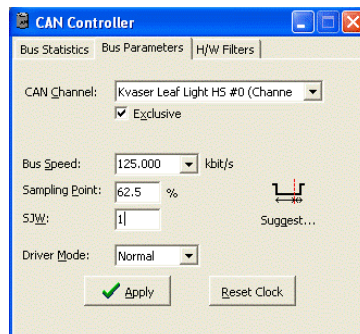 CAN Controller
Bus Statistics Bus Parameters H/W Filters
CAN Channel: Kvaser Leaf Light HS #0 (Channe
Exclusive
Bus Speed: 125.000 kbit/s
Sampling Point: 62.5 %
SJW: 1
Suggest...
Driver Mode: Normal
Apply Reset Clock